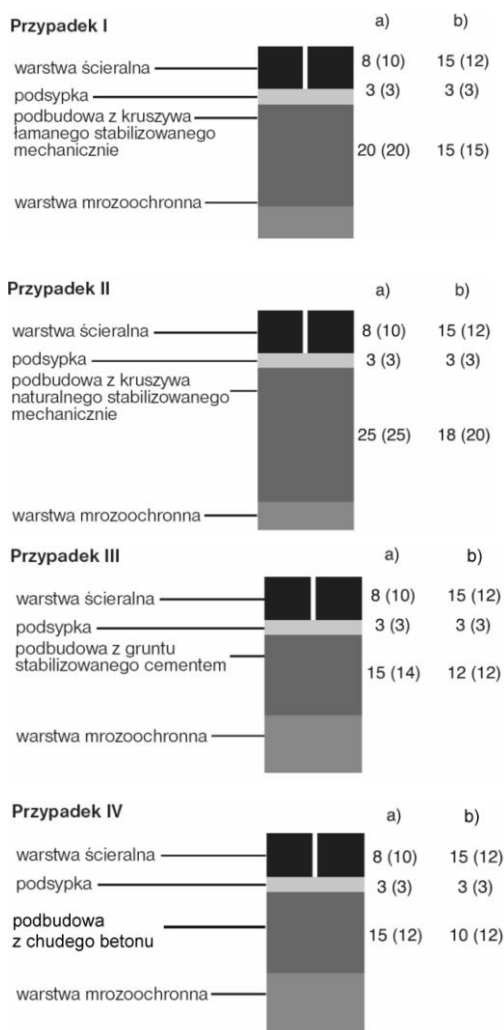 Przypadek I
a) b)
warstwa ścieralna 8 (10) 15 (12)
podsypka 3 (3) 3 (3)
podbudowa z kruszywa
łamanego stabilizowanego
mechanicznie 20 (20) 15 (15)
warstwa mrozoochronna
Przypadek II
a) b)
warstwa ścieralna 8 (10) 15 (12)
podsypka 3 (3) 3 (3)
podbudowa z kruszywa
naturalnego stabilizowanego
mechanicznie
25 (25) 18 (20)
warstwa mrozoochronna
Przypadek III
a) b)
warstwa ścieralna 8 (10) 15 (12)
podsypka 3 (3) 3 (3)
podbudowa z gruntu
stabilizowanego cementem 15 (14) 12 (12)
warstwa mrozoochronna
Przypadek IV
a) b)
warstwa ścieralna 8 (10) 15 (12)
podsypka 3 (3) 3 (3)
podbudowa
z chudego betonu 15 (12) 10 (12)
warstwa mrozoochronna